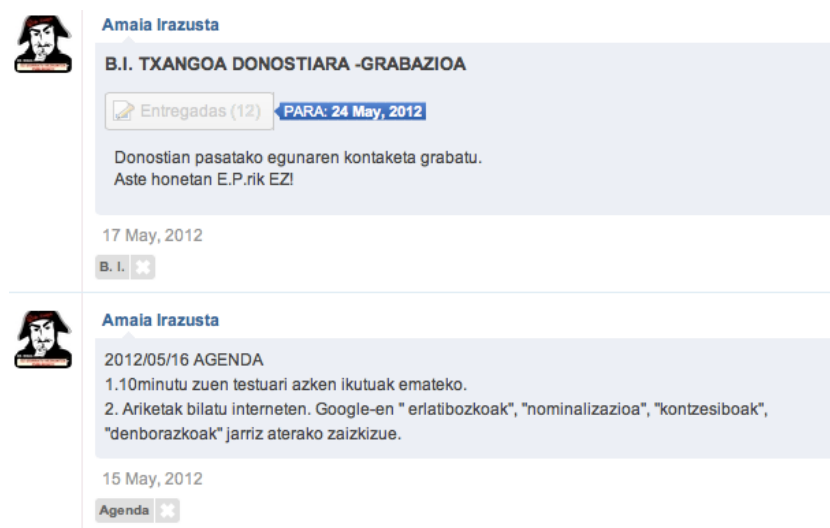 Amaia Irazusta
B.I. TXANGOA DONOSTIARA -GRABAZIOA
Entregadas (12)
PARA: 24 May, 2012
Donostian pasatako egunaren kontaketa grabatu.
Aste honetan E.P.rik EZ!
17 May, 2012
B. I.
Amaia Irazusta
2012/05/16 AGENDA
1.10minutu zuen testuari azken ikutuak emateko.
2. Ariketak bilatu interneten. Google-en " erlatibozkoak", "nominalizazioa", "kontzesiboak",
"denborazkoak" jarriz aterako zaizkizue.
15 May, 2012
Agenda